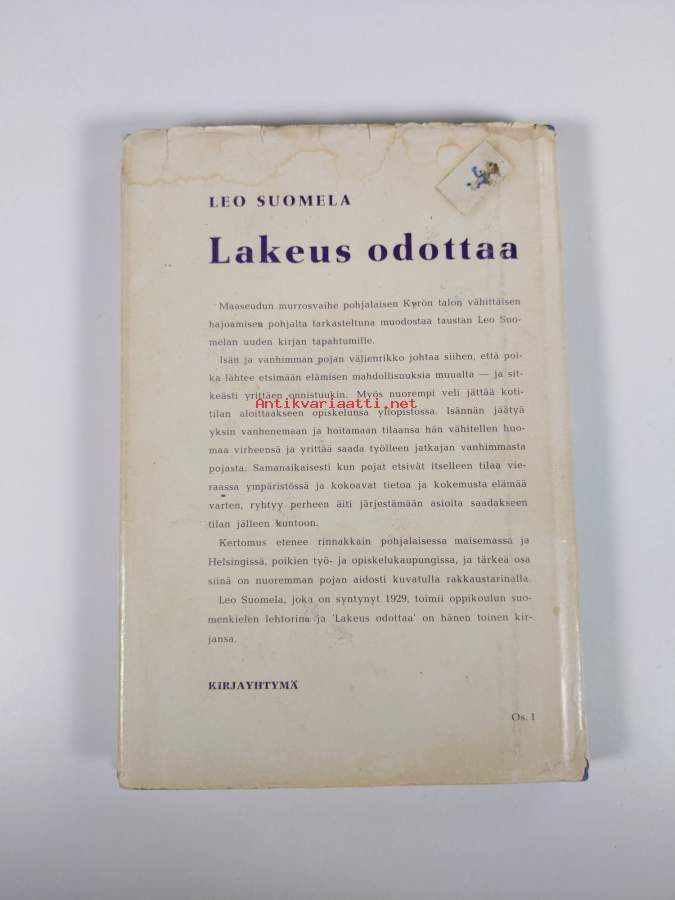 LEO SUOMELA
Lakeus odottaa
Maaseudun murrosvaihe pohjalaisen Kyrön talon vähittäisen
hajoamisen pohjalta tarkasteltuna muodostaa taustan Leo Suo-
melan uuden kirjan tapahtumille.
Isän ja vanhimman pojan välienrikko johtaa siihen, että poi-
ka lähtee etsimään elämisen mahdollisuuksia muualta — ja sit-
keästi yrittäen onnistuukin. Myös nuorempi veli jättää koti-
Antikvariaatti.net
tilan aloittaakseen opiskelunsa yliopistossa. Isännän jäätyä
yksin vanhenemaan ja hoitamaan tilaansa hän vähitellen huo-
maa virheensä ja yrittää saada työlleen jatkajan vanhimmasta
pojasta. Samanaikaisesti kun pojat etsivät itselleen tilaa vie-
raassa ympäristössä ja kokoavat tietoa ja kokemusta elämää
varten, ryhtyy perheen äiti järjestämään asioita saadakseen
tilan jälleen kuntoon.
Kertomus etenee rinnakkain pohjalaisessa maisemassa ja
Helsingissä, poikien työ- ja opiskelukaupungissa, ja tärkeä osa
siinä on nuoremman pojan aidosti kuvatulla rakkaustarinalla.
Leo Suomela, joka on syntynyt 1929, toimii oppikoulun suo-
menkielen lehtorina ja 'Lakeus odottaa' on hänen toinen kir-
jansa.
KIRJAYHTYMÄ
Os. 1